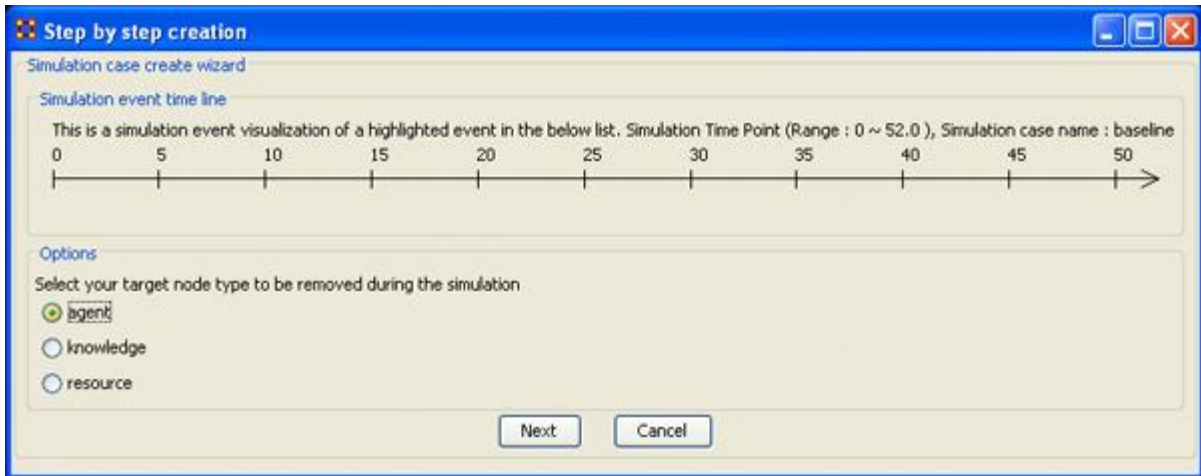 Step by step creation
Simulation case create wizard
Simulation event time line
This is a simulation event visualization of a highlighted event in the below list. Simulation Time Point (Range : 0 ~ 52.0 ), Simulation case name : baseline
0 5 10 15 20 25 30 35 40 45 50
Options
Select your target node type to be removed during the simulation
agent
knowledge
resource
Next Cancel